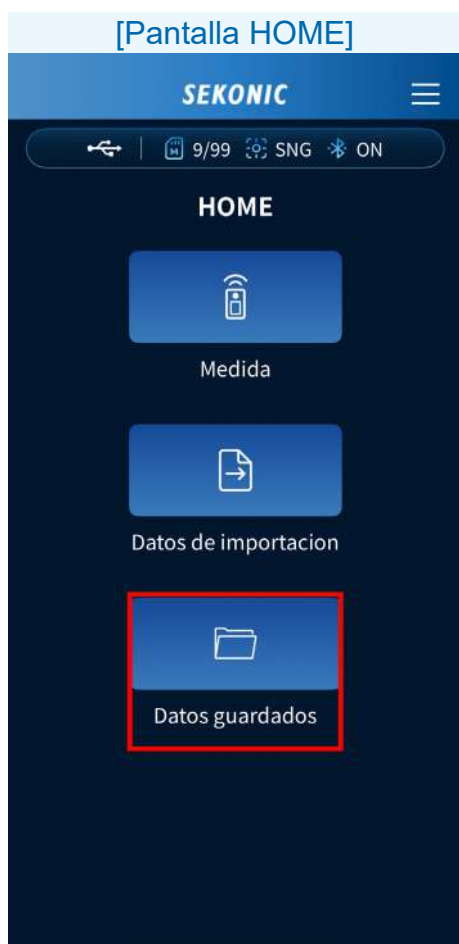 [Pantalla HOME]
SEKONIC
9/99 SNG ON
HOME
Medida
Datos de importacion
Datos guardados